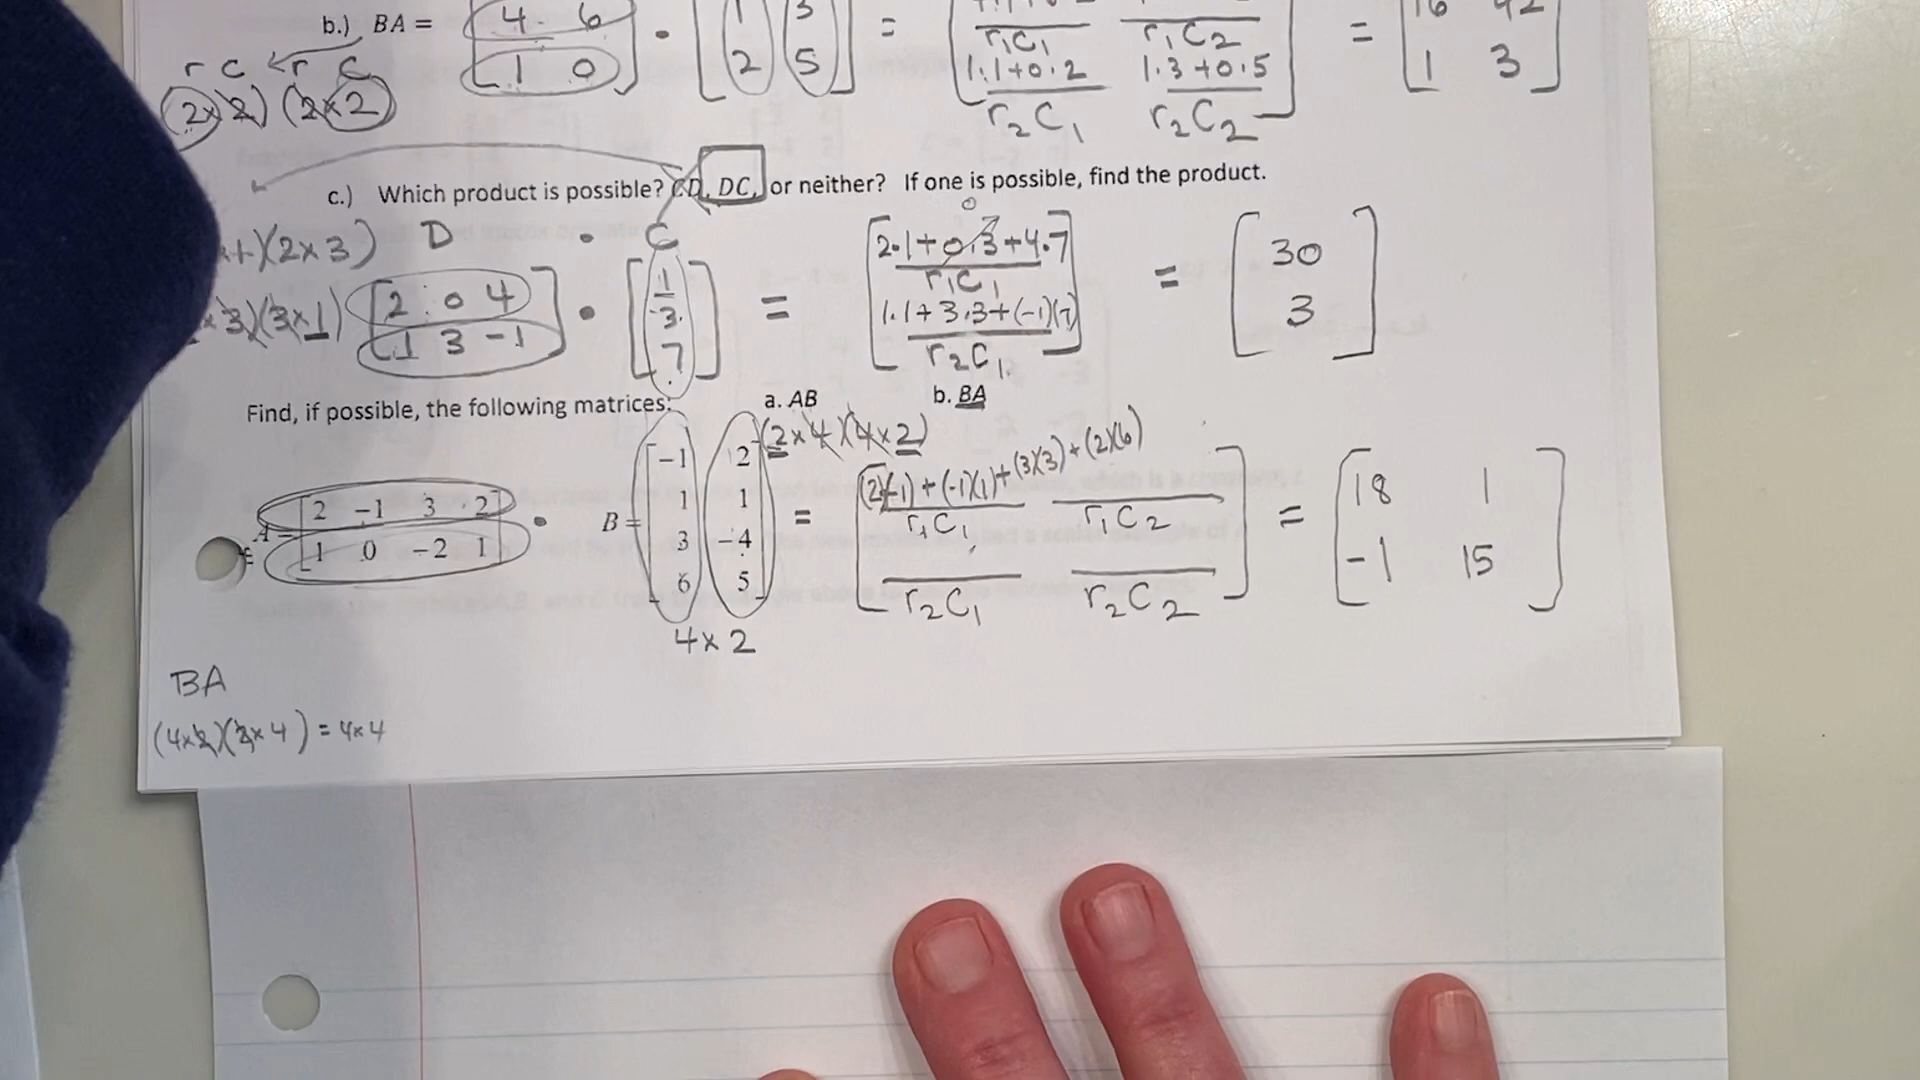 b.) BA = [4 6 · [1 3 = r₁C₁ r₁C₂ = [16 42
1 0] 2 5] 1·1+0·2 1·3+0·5 1 3]
r₂C₁ r₂C₂
r C r C
(2×2)(2×2)
c.) Which product is possible? CD, DC, or neither? If one is possible, find the product.
)(2×3) D · C
3)(3×1) [2 0 4 · [1 = [2·1+0·3+4·7 = [30
1 3 -1] 3 r₁C₁ 3]
7] 1·1+3·3+(-1)(7)
r₂C₁
0
Find, if possible, the following matrices: a. AB b. BA
(2×4)(4×2)
A = [2 -1 3 2 · B = [-1 2 = [(2)(-1)+(-1)(1)+(3)(3)+(2)(6) = [18 1
1 0 -2 1] 1 1 r₁C₁ r₁C₂ -1 15]
3 -4
6 5] r₂C₁ r₂C₂]
4×2
BA
(4×2)(2×4) = 4×4